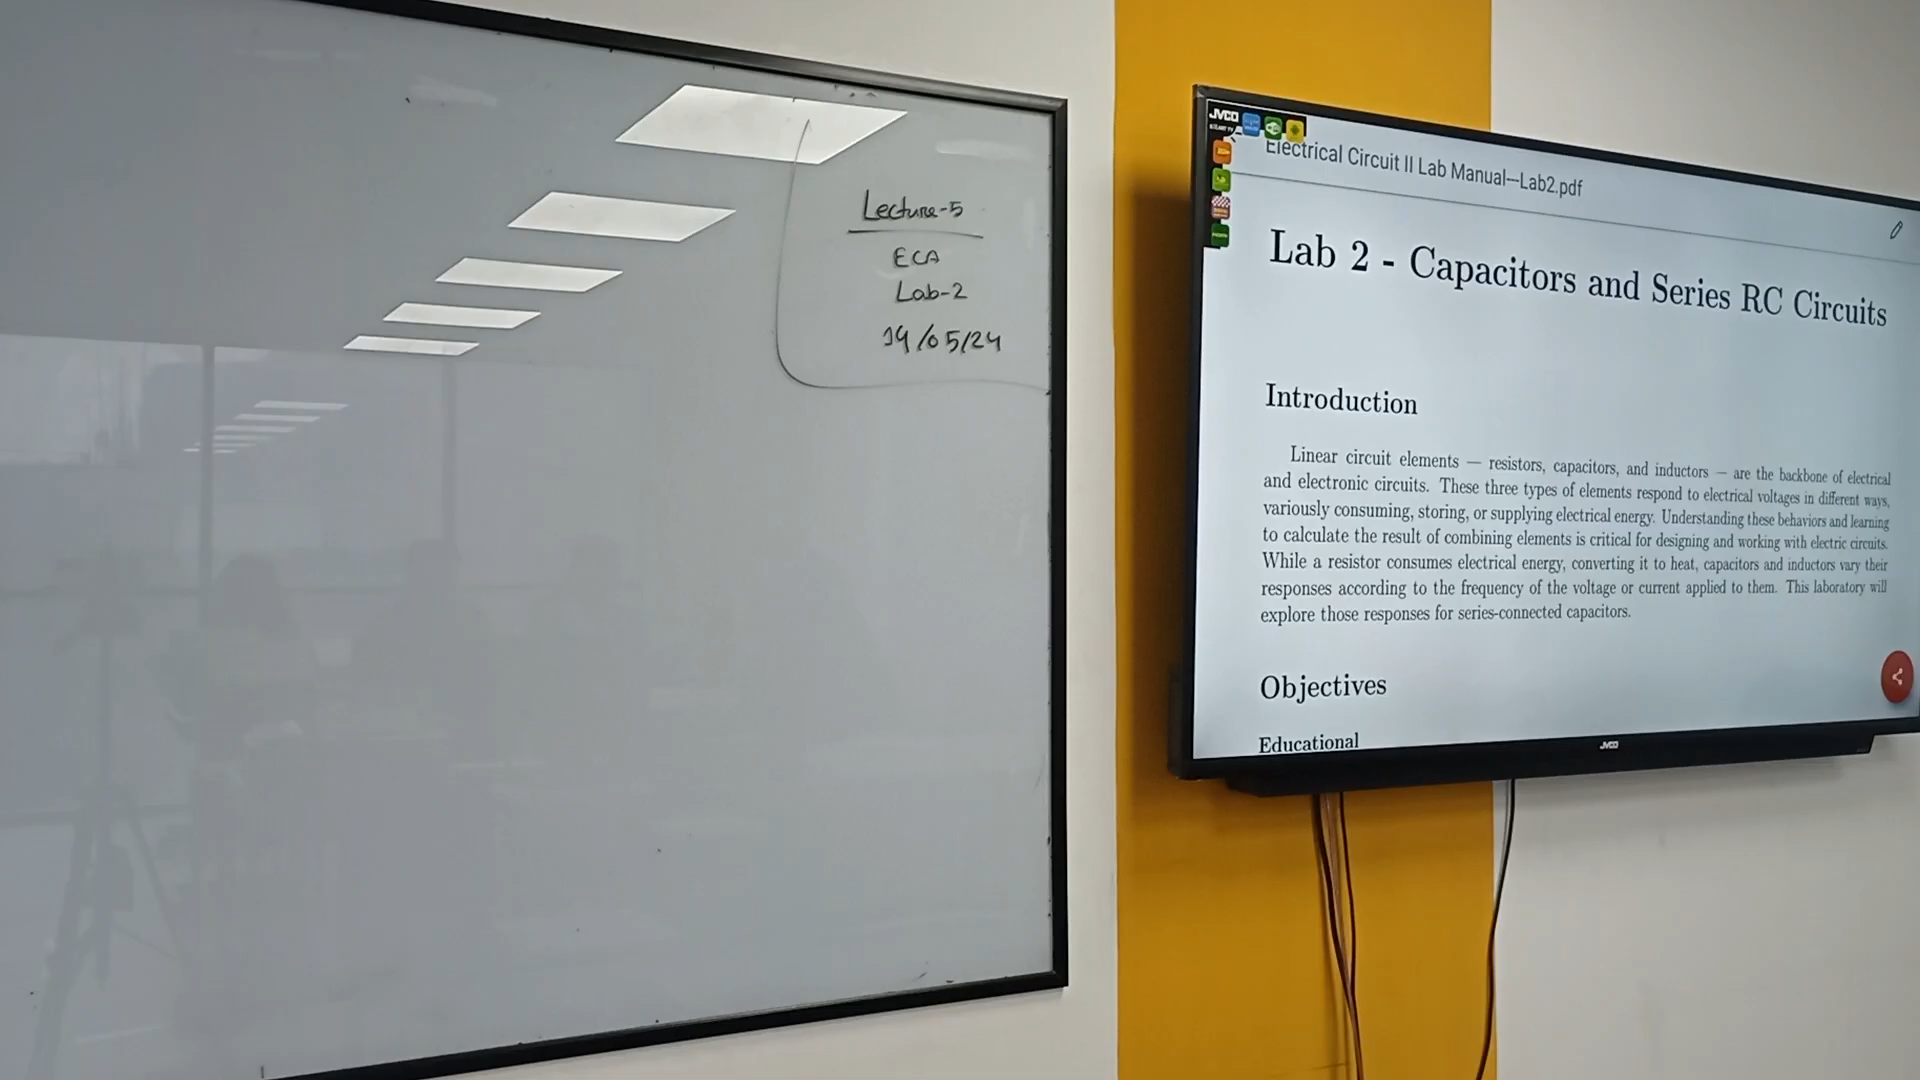 Lecture-5
ECA
Lab-2
14/05/24
JVCO
Electrical Circuit II Lab Manual—Lab2.pdf
Lab 2 - Capacitors and Series RC Circuits
Introduction
Linear circuit elements — resistors, capacitors, and inductors — are the backbone of electrical
and electronic circuits. These three types of elements respond to electrical voltages in different ways,
variously consuming, storing, or supplying electrical energy. Understanding these behaviors and learning
to calculate the result of combining elements is critical for designing and working with electric circuits.
While a resistor consumes electrical energy, converting it to heat, capacitors and inductors vary their
responses according to the frequency of the voltage or current applied to them. This laboratory will
explore those responses for series-connected capacitors.
Objectives
Educational
JVCO